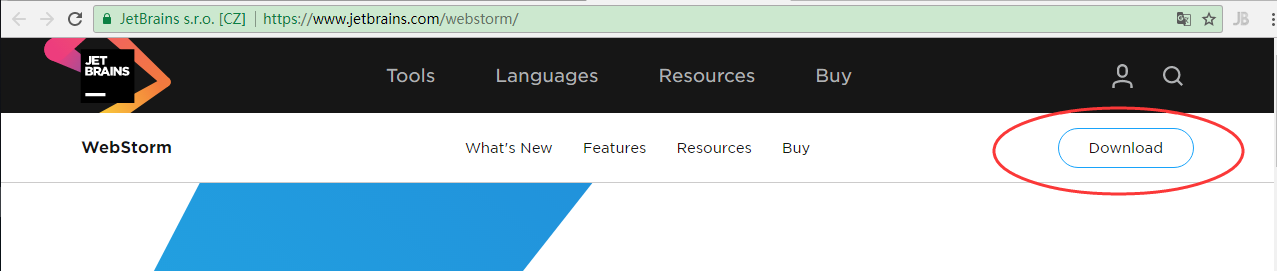 JetBrains s.r.o. [CZ] https://www.jetbrains.com/webstorm/ JB
JET
BRAINS
Tools Languages Resources Buy
WebStorm What's New Features Resources Buy Download